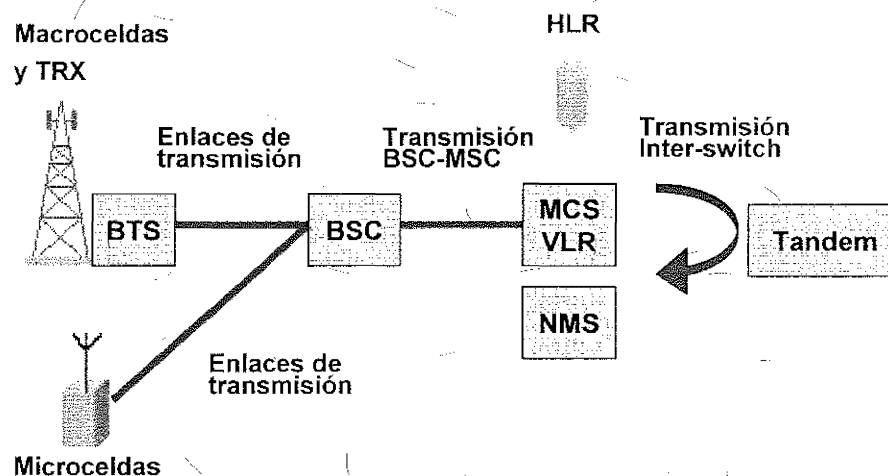 Macroceldas
y TRX
HLR
Enlaces de
transmisión
Transmisión
BSC-MSC
Transmisión
Inter-switch
BTS
BSC
MCS
VLR
Tandem
NMS
Enlaces de
transmisión
Microceldas